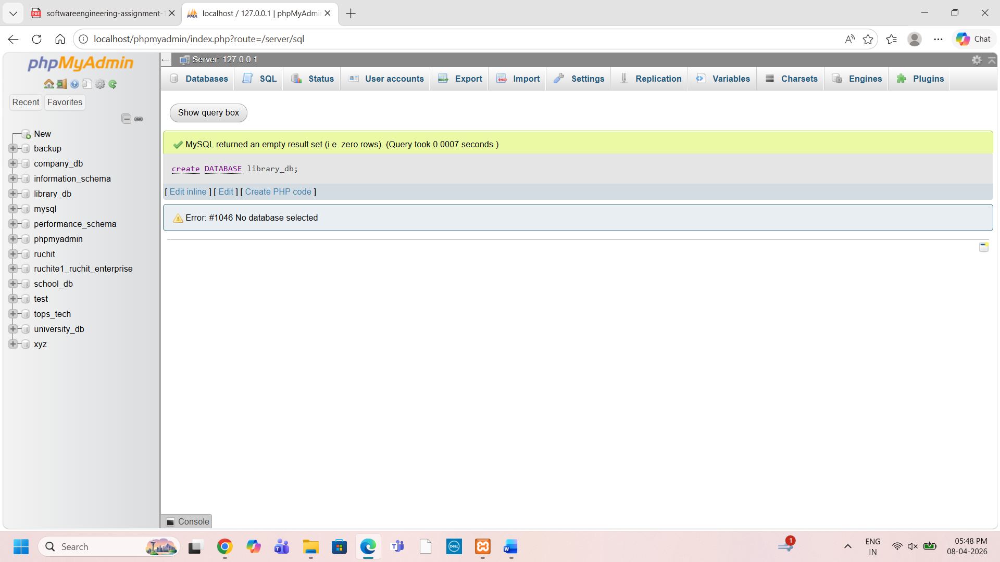 softwareengineering-assignment-1
localhost / 127.0.0.1 | phpMyAdmin
localhost/phpmyadmin/index.php?route=/server/sql
Chat
phpMyAdmin
Recent
Favorites
New
backup
company_db
information_schema
library_db
mysql
performance_schema
phpmyadmin
ruchit
ruchite1_ruchit_enterprise
school_db
test
tops_tech
university_db
xyz
Server: 127.0.0.1
Databases
SQL
Status
User accounts
Export
Import
Settings
Replication
Variables
Charsets
Engines
Plugins
Show query box
MySQL returned an empty result set (i.e. zero rows). (Query took 0.0007 seconds.)
create DATABASE library_db;
[ Edit inline ] [ Edit ] [ Create PHP code ]
Error: #1046 No database selected
Console
Search
DELL
1
ENG
IN
05:48 PM
08-04-2026